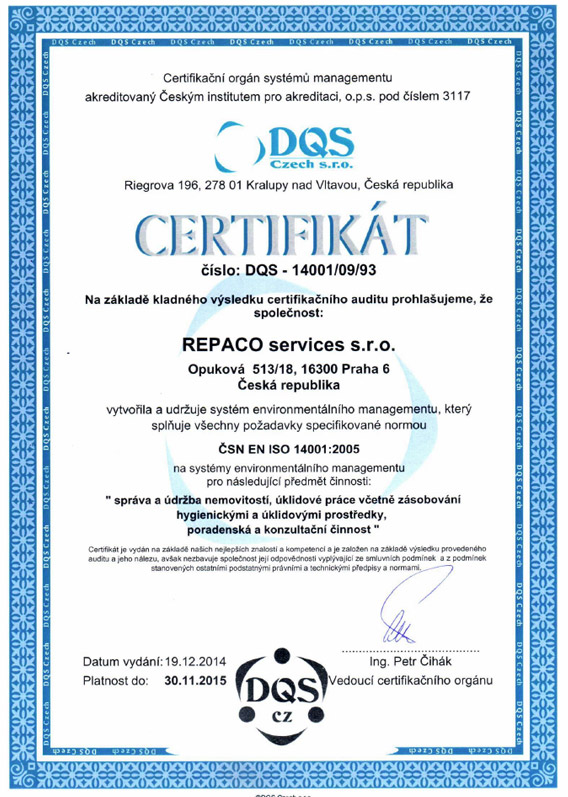 DQS Czech DQS Czech DQS Czech DQS Czech DQS Czech DQS Czech DQS Czech DQS Czech
Certifikační orgán systémů managementu
akreditovaný Českým institutem pro akreditaci, o.p.s. pod číslem 3117
DQS
Czech s.r.o.
Riegrova 196, 278 01 Kralupy nad Vltavou, Česká republika
CERTIFIKÁT
číslo: DQS - 14001/09/93
Na základě kladného výsledku certifikačního auditu prohlašujeme, že
společnost:
REPACO services s.r.o.
Opuková 513/18, 16300 Praha 6
Česká republika
vytvořila a udržuje systém environmentálního managementu, který
splňuje všechny požadavky specifikované normou
ČSN EN ISO 14001:2005
na systémy environmentálního managementu
pro následující předmět činnosti:
" správa a údržba nemovitostí, úklidové práce včetně zásobování
hygienickými a úklidovými prostředky,
poradenská a konzultační činnost "
Certifikát je vydán na základě našich nejlepších znalostí a kompetencí a je založen na základě výsledku provedeného
auditu a jeho nálezu, avšak nezbavuje společnost její odpovědnosti vyplývající ze smluvních podmínek a z podmínek
stanovených ostatními podstatnými právními a technickými předpisy a normami.
Datum vydání: 19.12.2014
Ing. Petr Čihák
Platnost do: 30.11.2015
Vedoucí certifikačního orgánu
DQS
cz